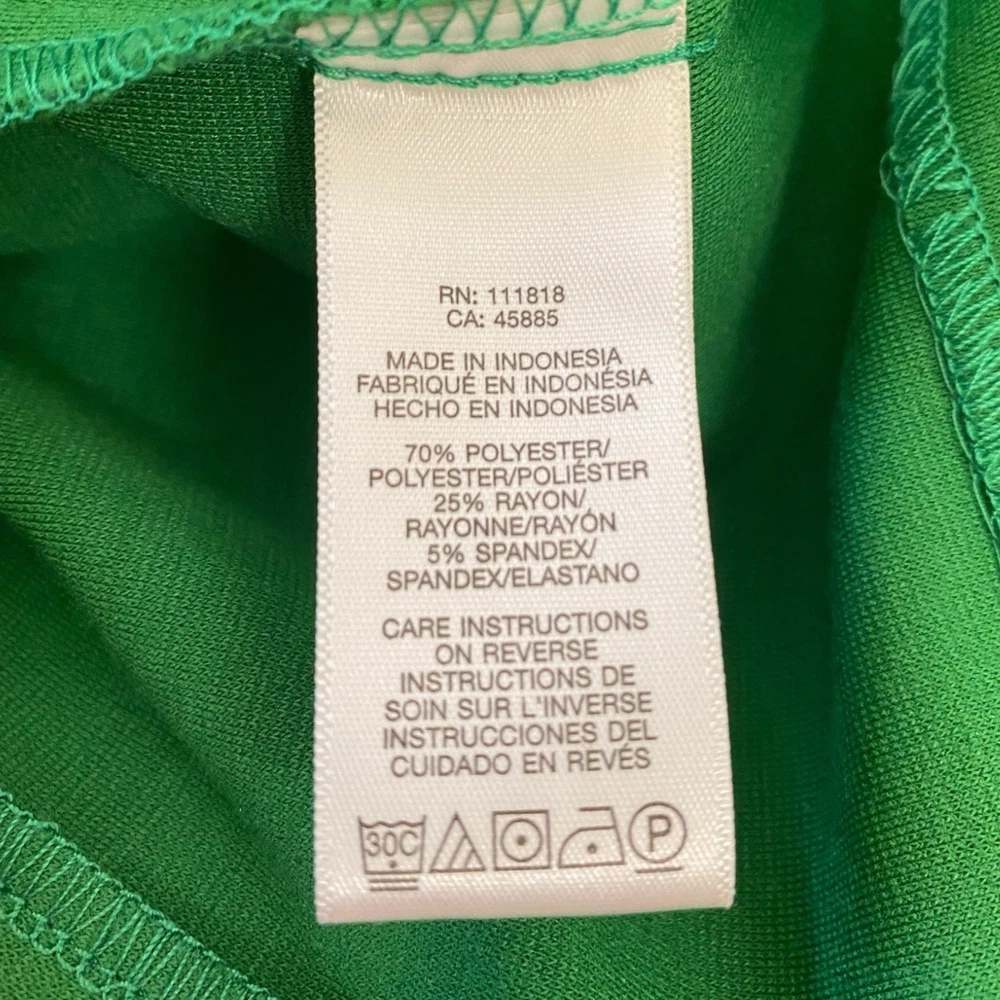 RN: 111818
CA: 45885
MADE IN INDONESIA
FABRIQUÉ EN INDONÉSIA
HECHO EN INDONESIA
70% POLYESTER/
POLYESTER/POLIÉSTER
25% RAYON/
RAYONNE/RAYÓN
5% SPANDEX/
SPANDEX/ELASTANO
CARE INSTRUCTIONS
ON REVERSE
INSTRUCTIONS DE
SOIN SUR L'INVERSE
INSTRUCCIONES DEL
CUIDADO EN REVÉS
30C P